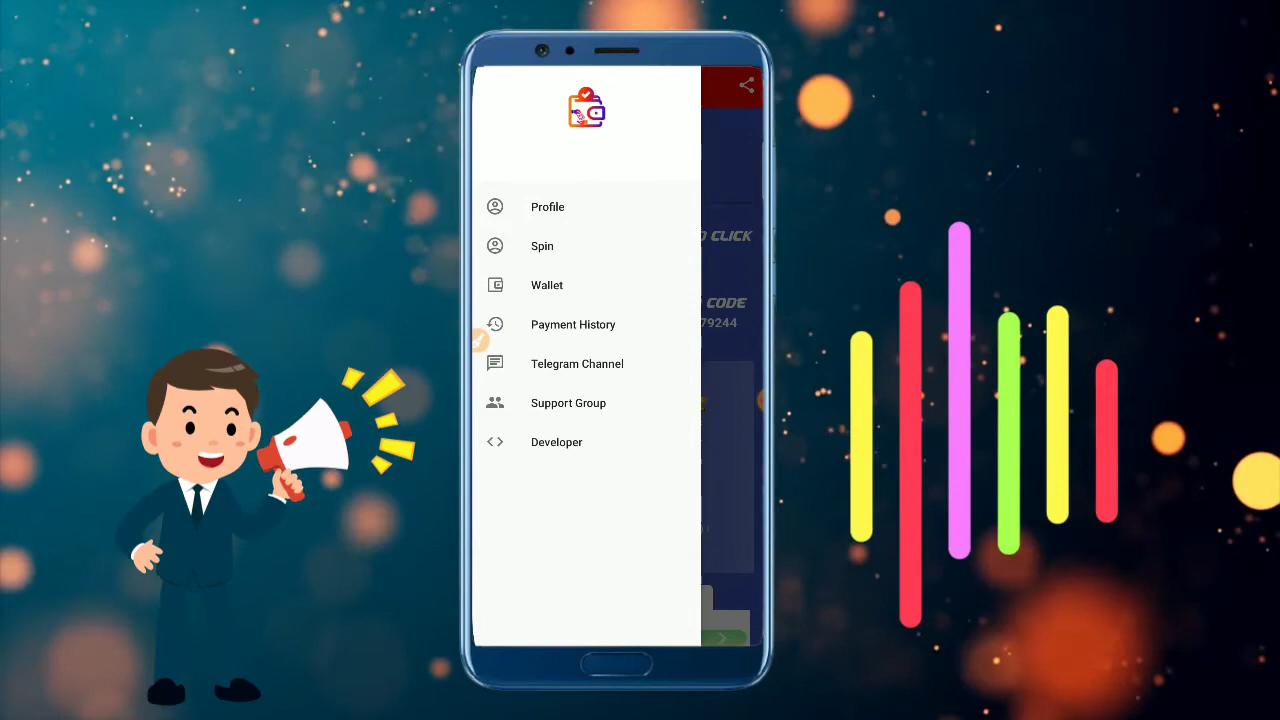 Profile
Spin
CLICK
Wallet
CODE
79244
Payment History
Telegram Channel
Support Group
Developer